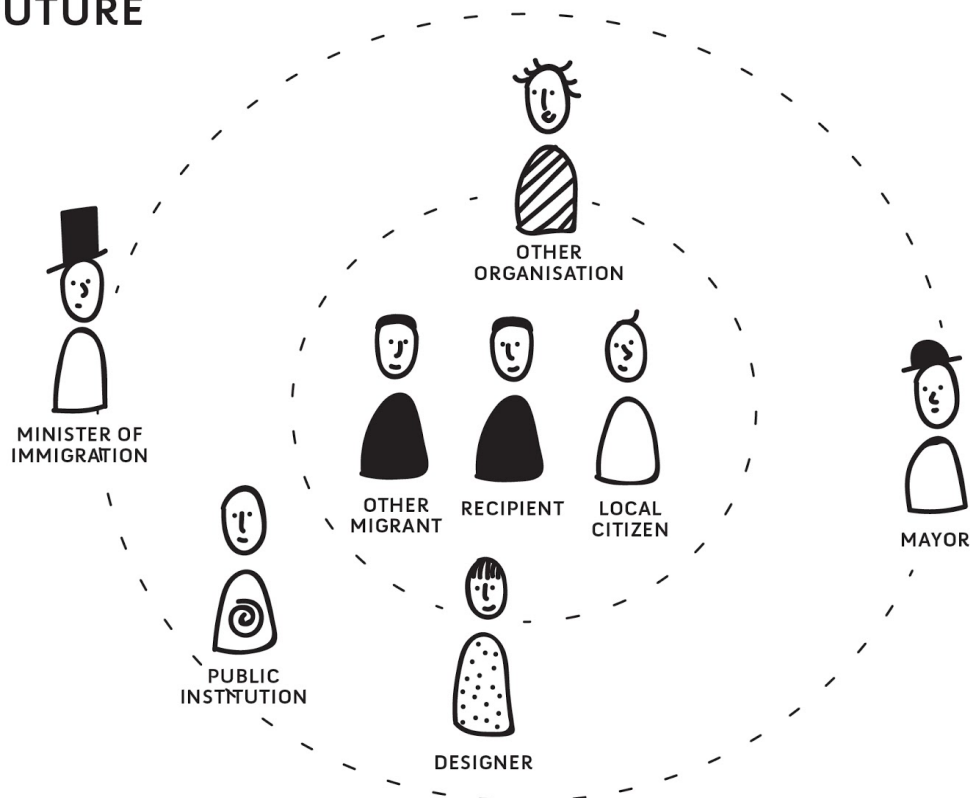 UTURE
OTHER
ORGANISATION
MINISTER OF
IMMIGRATION
OTHER
MIGRANT
RECIPIENT
LOCAL
CITIZEN
MAYOR
PUBLIC
INSTITUTION
DESIGNER